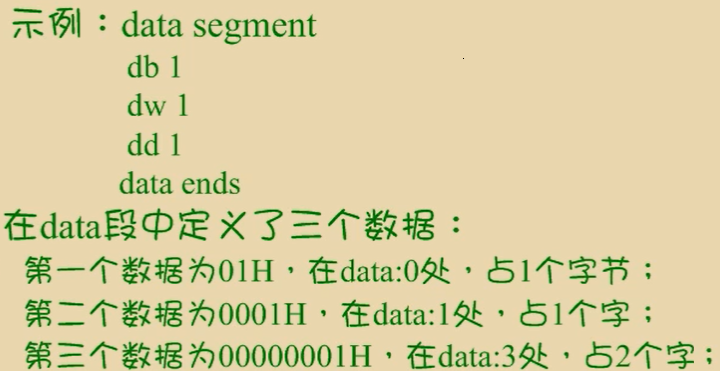 示例：data segment
db 1
dw 1
dd 1
data ends
在data段中定义了三个数据：
第一个数据为01H，在data:0处，占1个字节；
第二个数据为0001H，在data:1处，占1个字；
第三个数据为00000001H，在data:3处，占2个字；